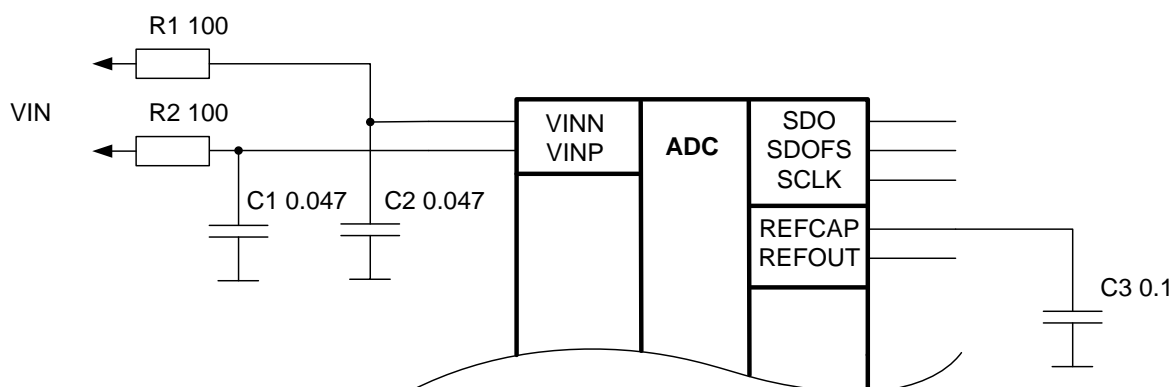 R1 100
VIN
R2 100
C1 0.047
C2 0.047
VINN
VINP
ADC
SDO
SDOFS
SCLK
REFCAP
REFOUT
C3 0.1